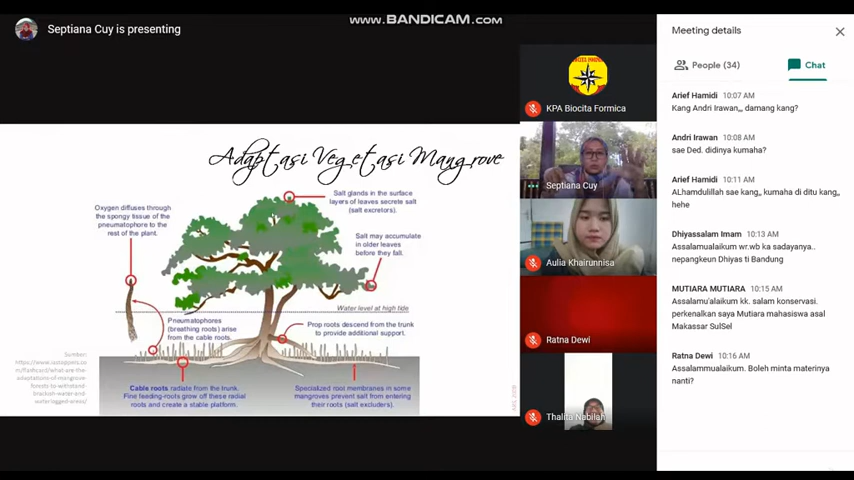 WWW.BANDICAM.COM
Septiana Cuy is presenting
Adaptasi Vegetasi Mangrove
Oxygen diffuses through
the spongy tissue of the
pneumatophore to the
rest of the plant.
Salt glands in the surface
layers of leaves secrete salt
(salt excretors).
Salt may accumulate
in older leaves
before they fall.
Water level at high tide
Pneumatophores
(breathing roots) arise
from the cable roots.
Prop roots descend from the trunk
to provide additional support.
Cable roots radiate from the trunk.
Fine feeding-roots grow off these radial
roots and create a stable platform.
Specialized root membranes in some
mangroves prevent salt from entering
their roots (salt excluders).
Sumber:
KPA Biocita Formica
Septiana Cuy
Aulia Khairunnisa
Ratna Dewi
Thalita Nabilah
Meeting details
People (34)
Chat
Arief Hamidi 10:07 AM
Kang Andri Irawan,,, damang kang?
Andri Irawan 10:08 AM
sae Ded. didinya kumaha?
Arief Hamidi 10:11 AM
ALhamdulillah sae kang,, kumaha di ditu kang,,
hehe
Dhiyassalam Imam 10:13 AM
Assalamualaikum wr.wb ka sadayana..
nepangkeun Dhiyas ti Bandung
MUTIARA MUTIARA 10:15 AM
Assalamu'alaikum kk. salam konservasi.
perkenalkan saya Mutiara mahasiswa asal
Makassar SulSel
Ratna Dewi 10:16 AM
Assalammualaikum. Boleh minta materinya
nanti?